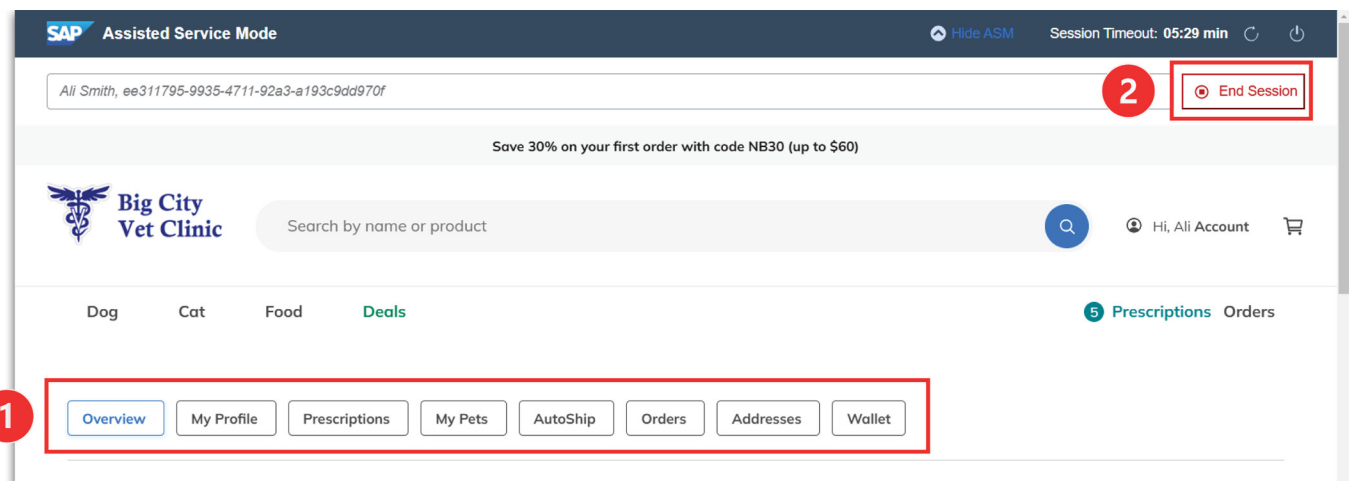 SAP Assisted Service Mode Hide ASM Session Timeout: 05:29 min
Ali Smith, ee311795-9935-4711-92a3-a193c9dd970f 2 End Session
Save 30% on your first order with code NB30 (up to $60)
Big City
Vet Clinic Search by name or product Hi, Ali Account
Dog Cat Food Deals 5 Prescriptions Orders
1 Overview My Profile Prescriptions My Pets AutoShip Orders Addresses Wallet